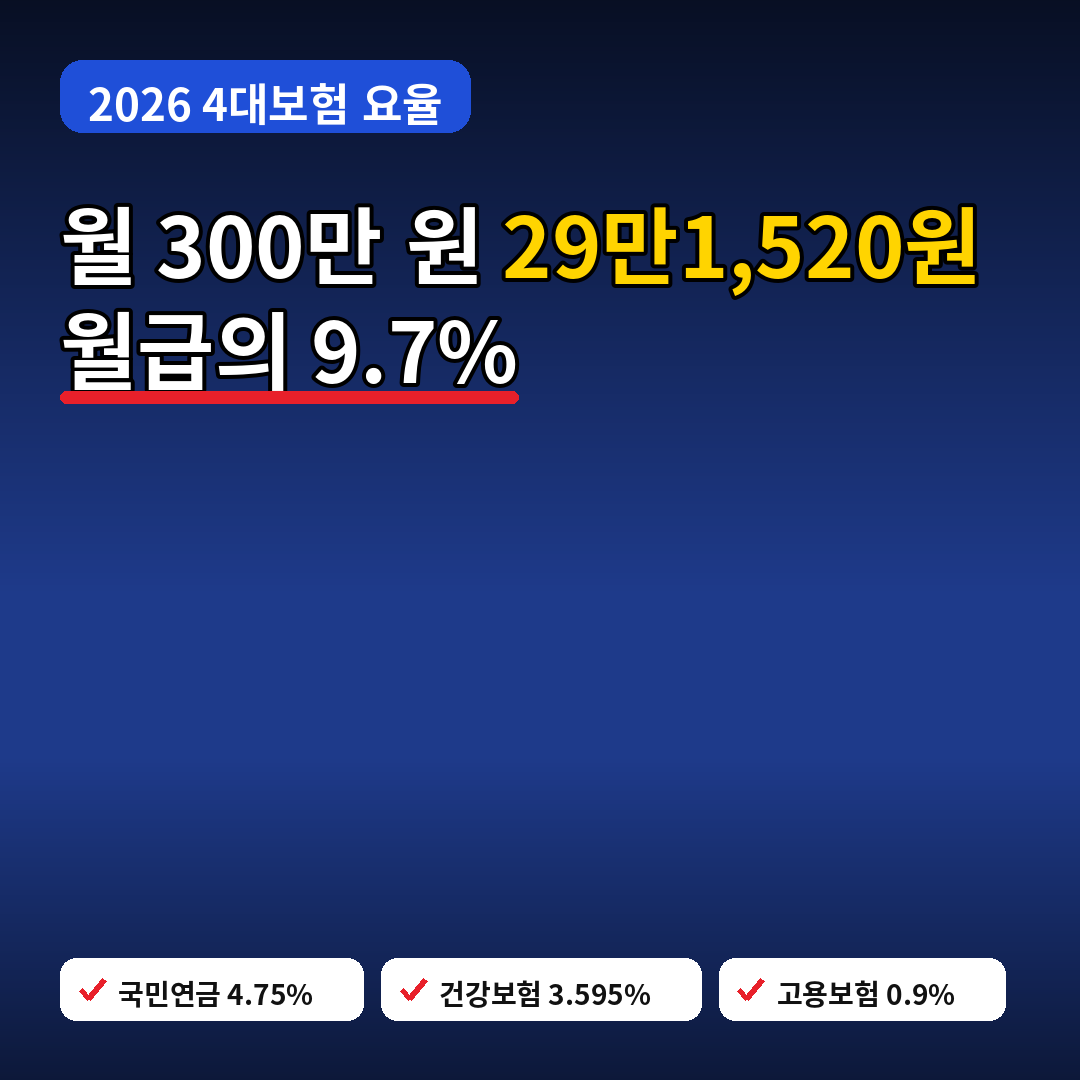 2026 4대보험 요율
월 300만 원 29만1,520원
월급의 9.7%
국민연금 4.75%
건강보험 3.595%
고용보험 0.9%